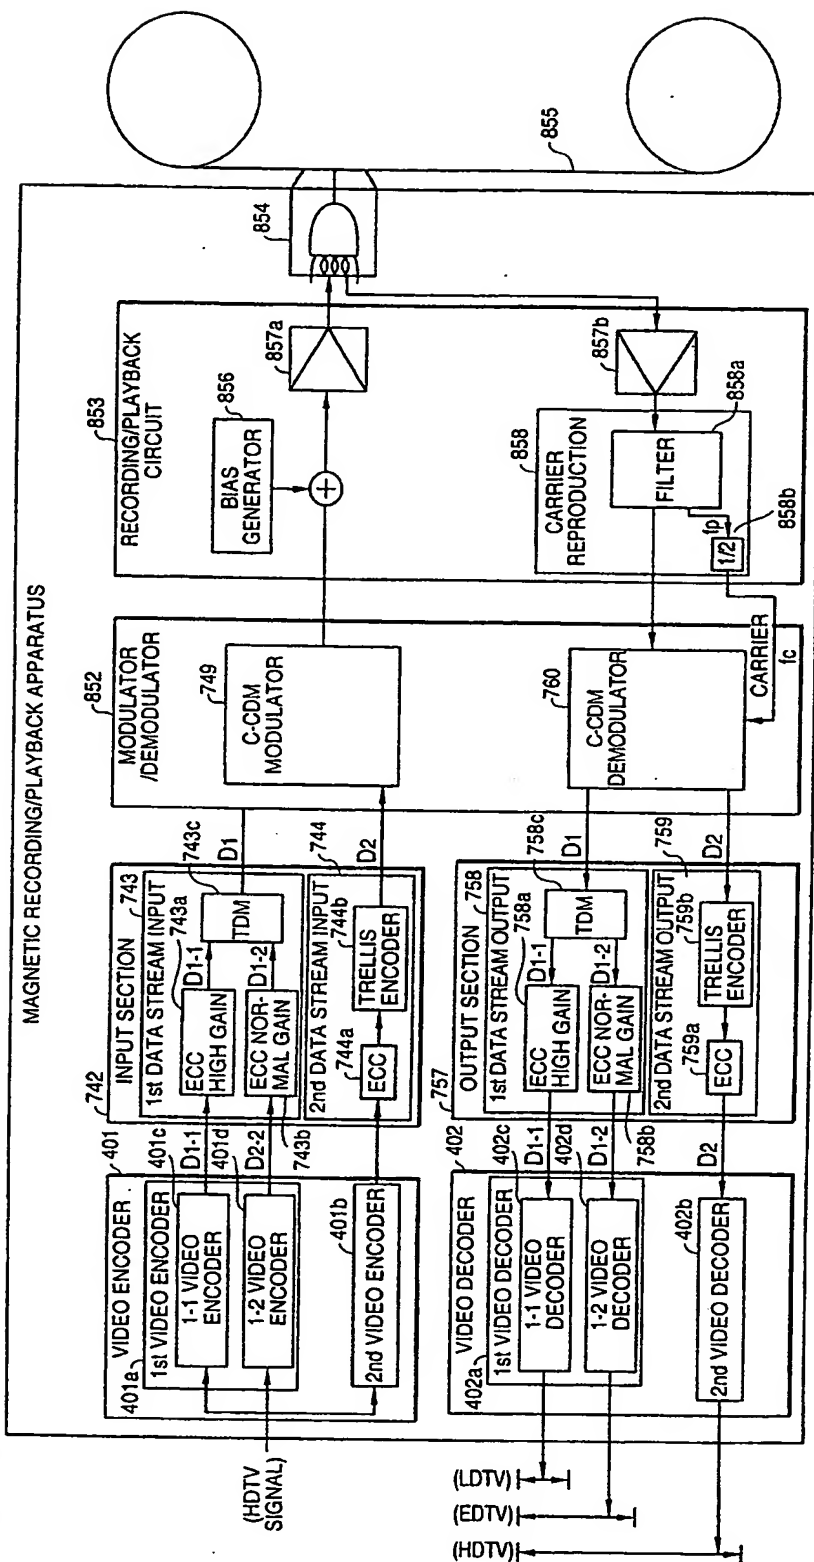 MAGNETIC RECORDING/PLAYBACK APPARATUS
(HDTV
SIGNAL)
401
VIDEO ENCODER
401a
1st VIDEO ENCODER
401c
1-1 VIDEO
ENCODER
401d
1-2 VIDEO
ENCODER
401b
2nd VIDEO ENCODER
D1-1
D2-2
742
INPUT SECTION
743
1st DATA STREAM INPUT
743a
ECC
HIGH GAIN
743b
ECC NOR-
MAL GAIN
D1-1
D1-2
743c
TDM
D1
744
2nd DATA STREAM INPUT
744a
ECC
744b
TRELLIS
ENCODER
D2
852
MODULATOR
/DEMODULATOR
749
C-CDM
MODULATOR
853
RECORDING/PLAYBACK
CIRCUIT
856
BIAS
GENERATOR
+
857a
854
855
857b
858
CARRIER
REPRODUCTION
858a
FILTER
fp
1/2
858b
CARRIER
fc
760
C-CDM
DEMODULATOR
D1
D2
757
OUTPUT SECTION
758
1st DATA STREAM OUTPUT
758a
ECC
HIGH GAIN
758b
ECC NOR-
MAL GAIN
D1-1
D1-2
758c
TDM
759
2nd DATA STREAM OUTPUT
759a
ECC
759b
TRELLIS
ENCODER
D1-1
D1-2
D2
402
VIDEO DECODER
402a
1st VIDEO DECODER
402c
1-1 VIDEO
DECODER
402d
1-2 VIDEO
DECODER
402b
2nd VIDEO DECODER
(LDTV)
(EDTV)
(HDTV)